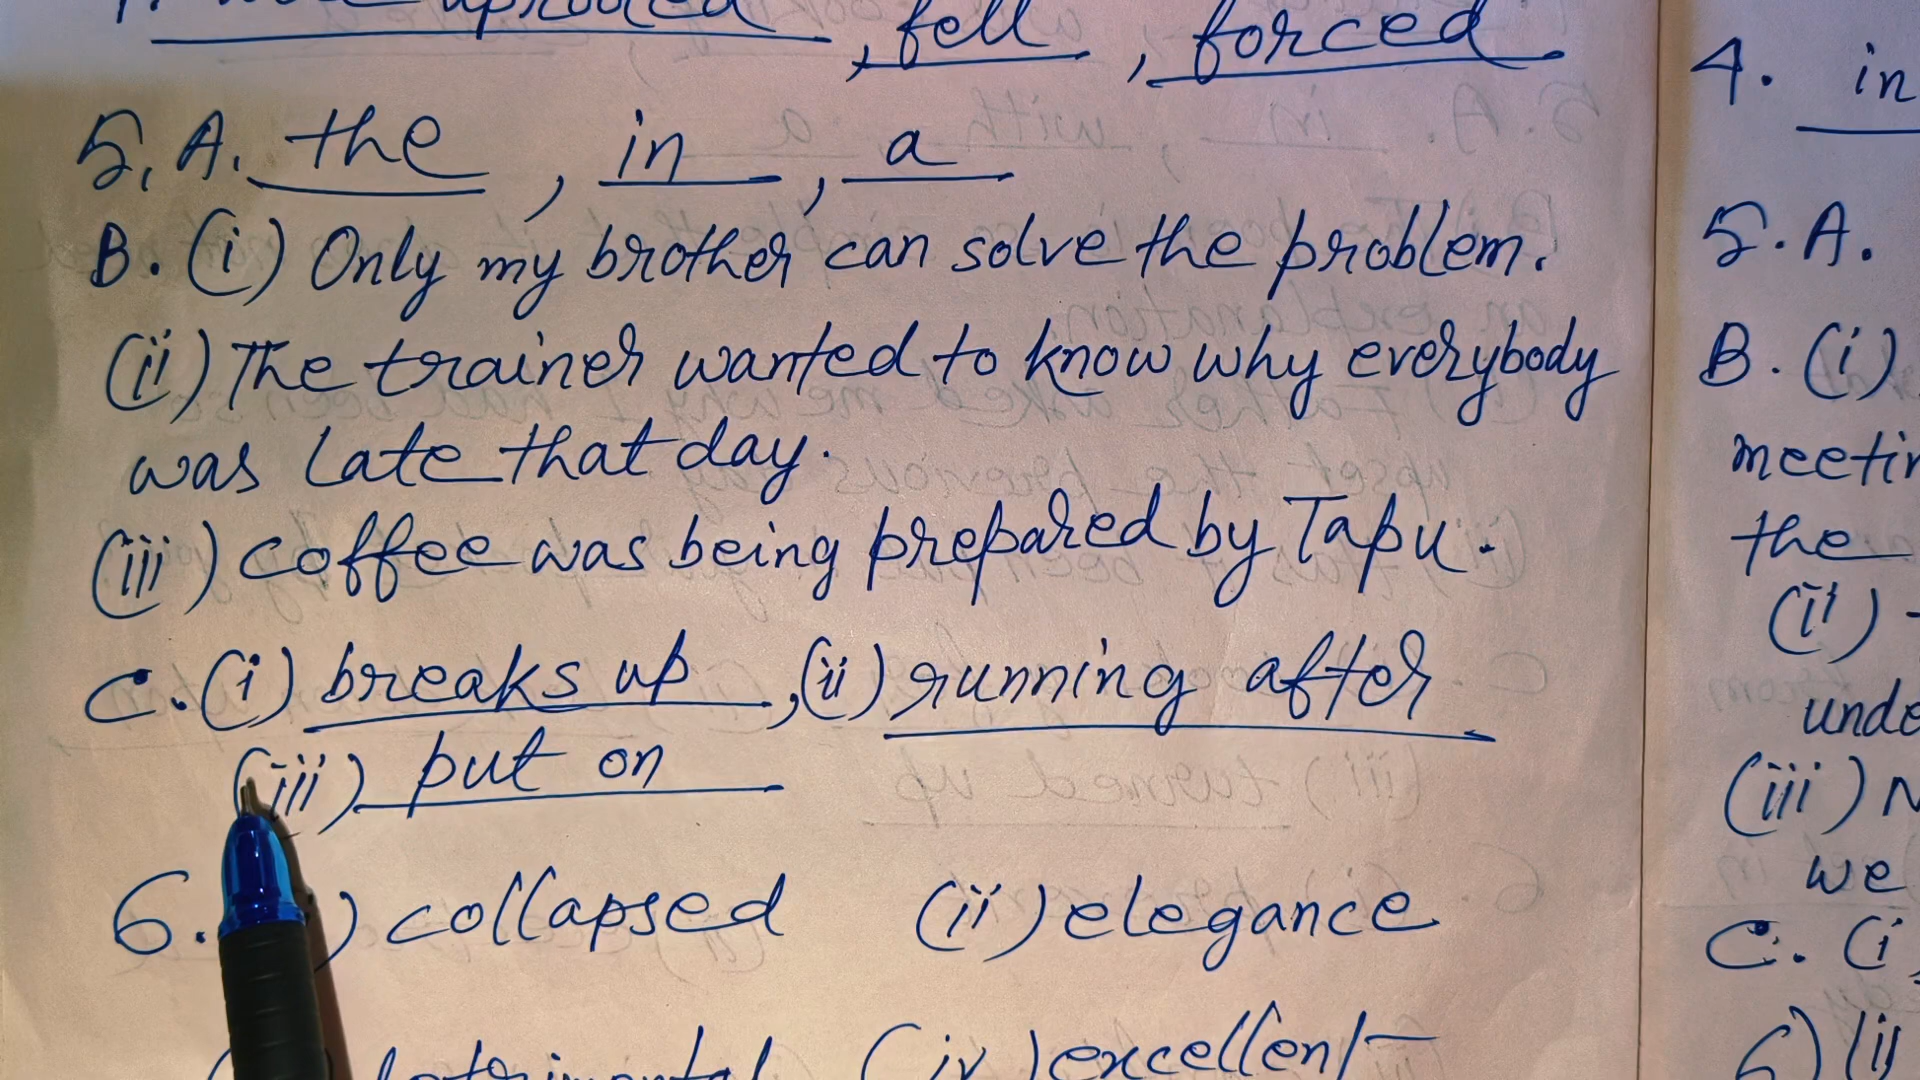 uprooted, fell, forced
5. A. the, in, a
B. (i) Only my brother can solve the problem.
(ii) The trainer wanted to know why everybody
was late that day.
(iii) coffee was being prepared by Tapu.
C. (i) breaks up, (ii) running after
(iii) put on
6. ) collapsed (ii) elegance
(iv) excellent
4. in
5. A.
B. (i)
the
(ii)
(iii)
we
C. (i
6) (i)